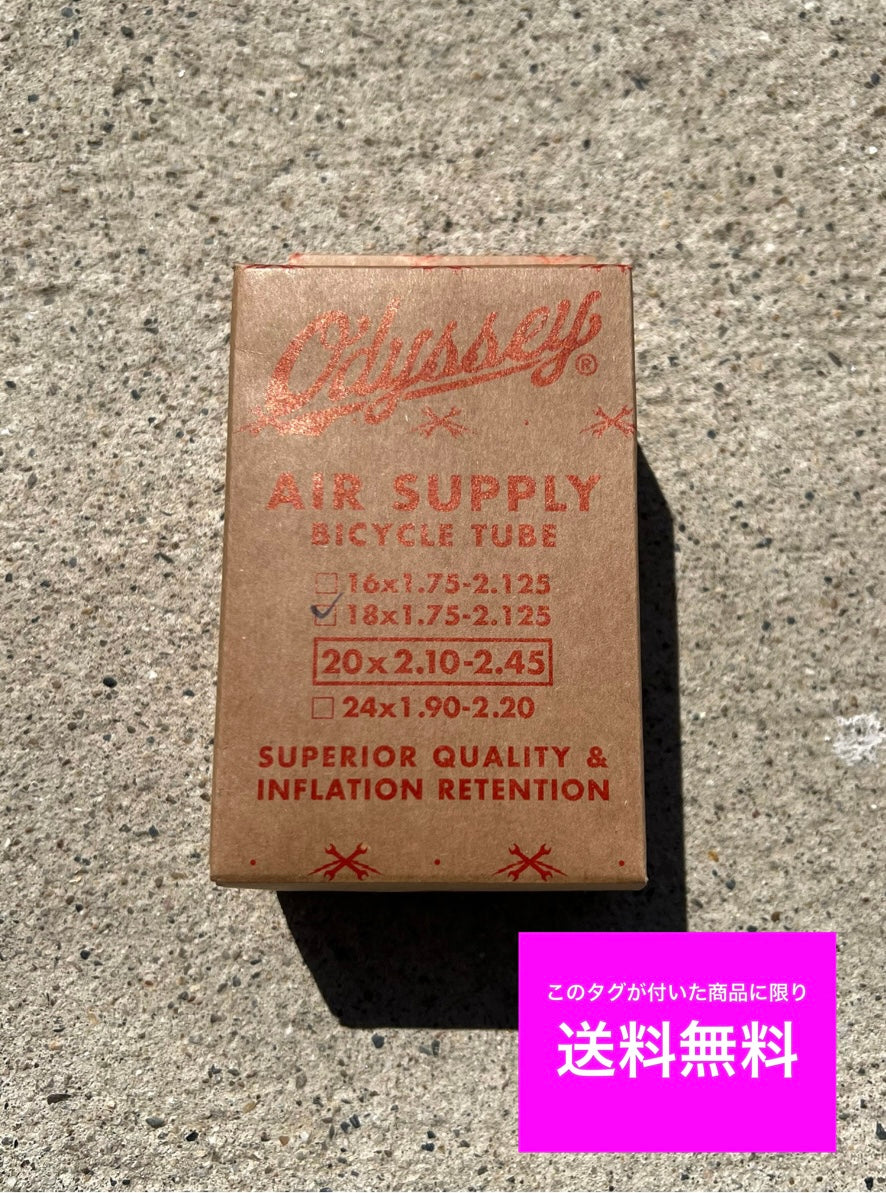 Odyssey®
AIR SUPPLY
BICYCLE TUBE
16x1.75-2.125
18x1.75-2.125
20x2.10-2.45
24x1.90-2.20
SUPERIOR QUALITY &
INFLATION RETENTION
このタグが付いた商品に限り
送料無料